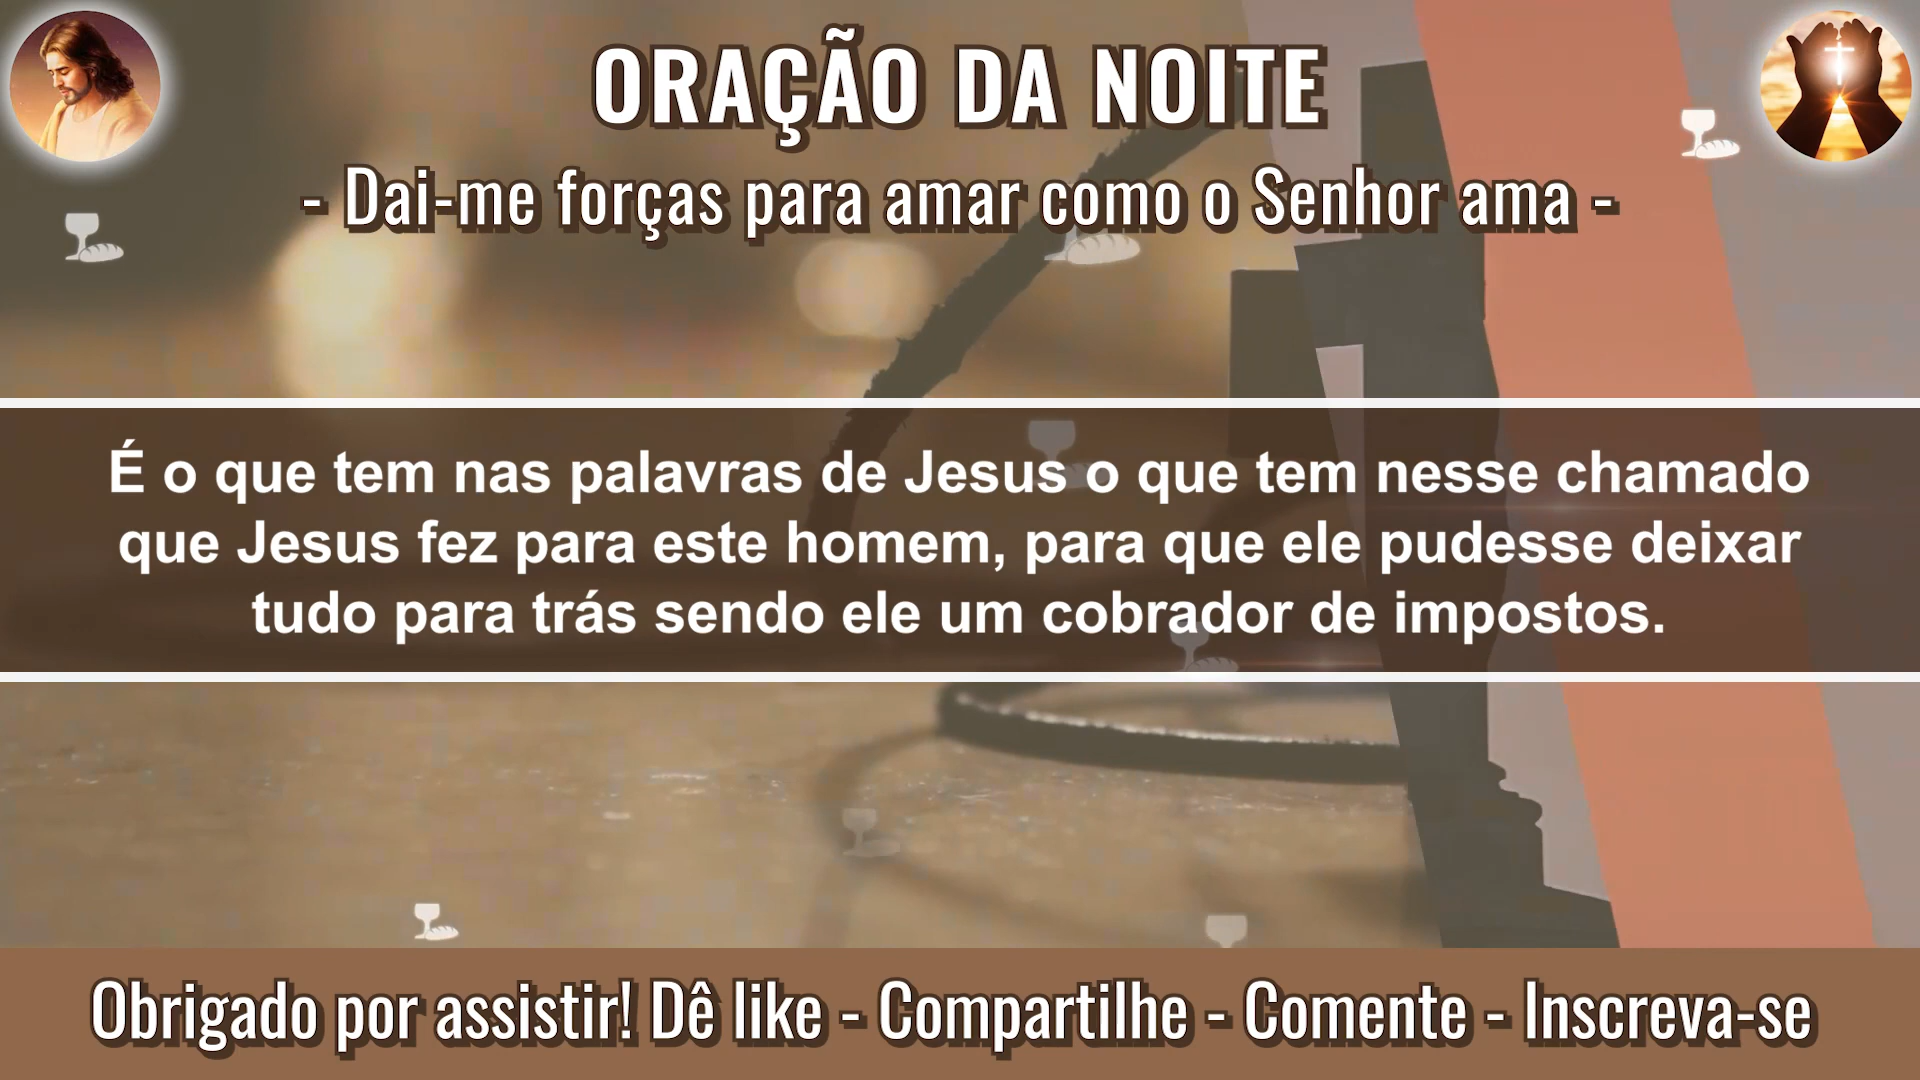 ORAÇÃO DA NOITE
- Dai-me forças para amar como o Senhor ama -
É o que tem nas palavras de Jesus o que tem nesse chamado
que Jesus fez para este homem, para que ele pudesse deixar
tudo para trás sendo ele um cobrador de impostos.
Obrigado por assistir! Dê like - Compartilhe - Comente - Inscreva-se